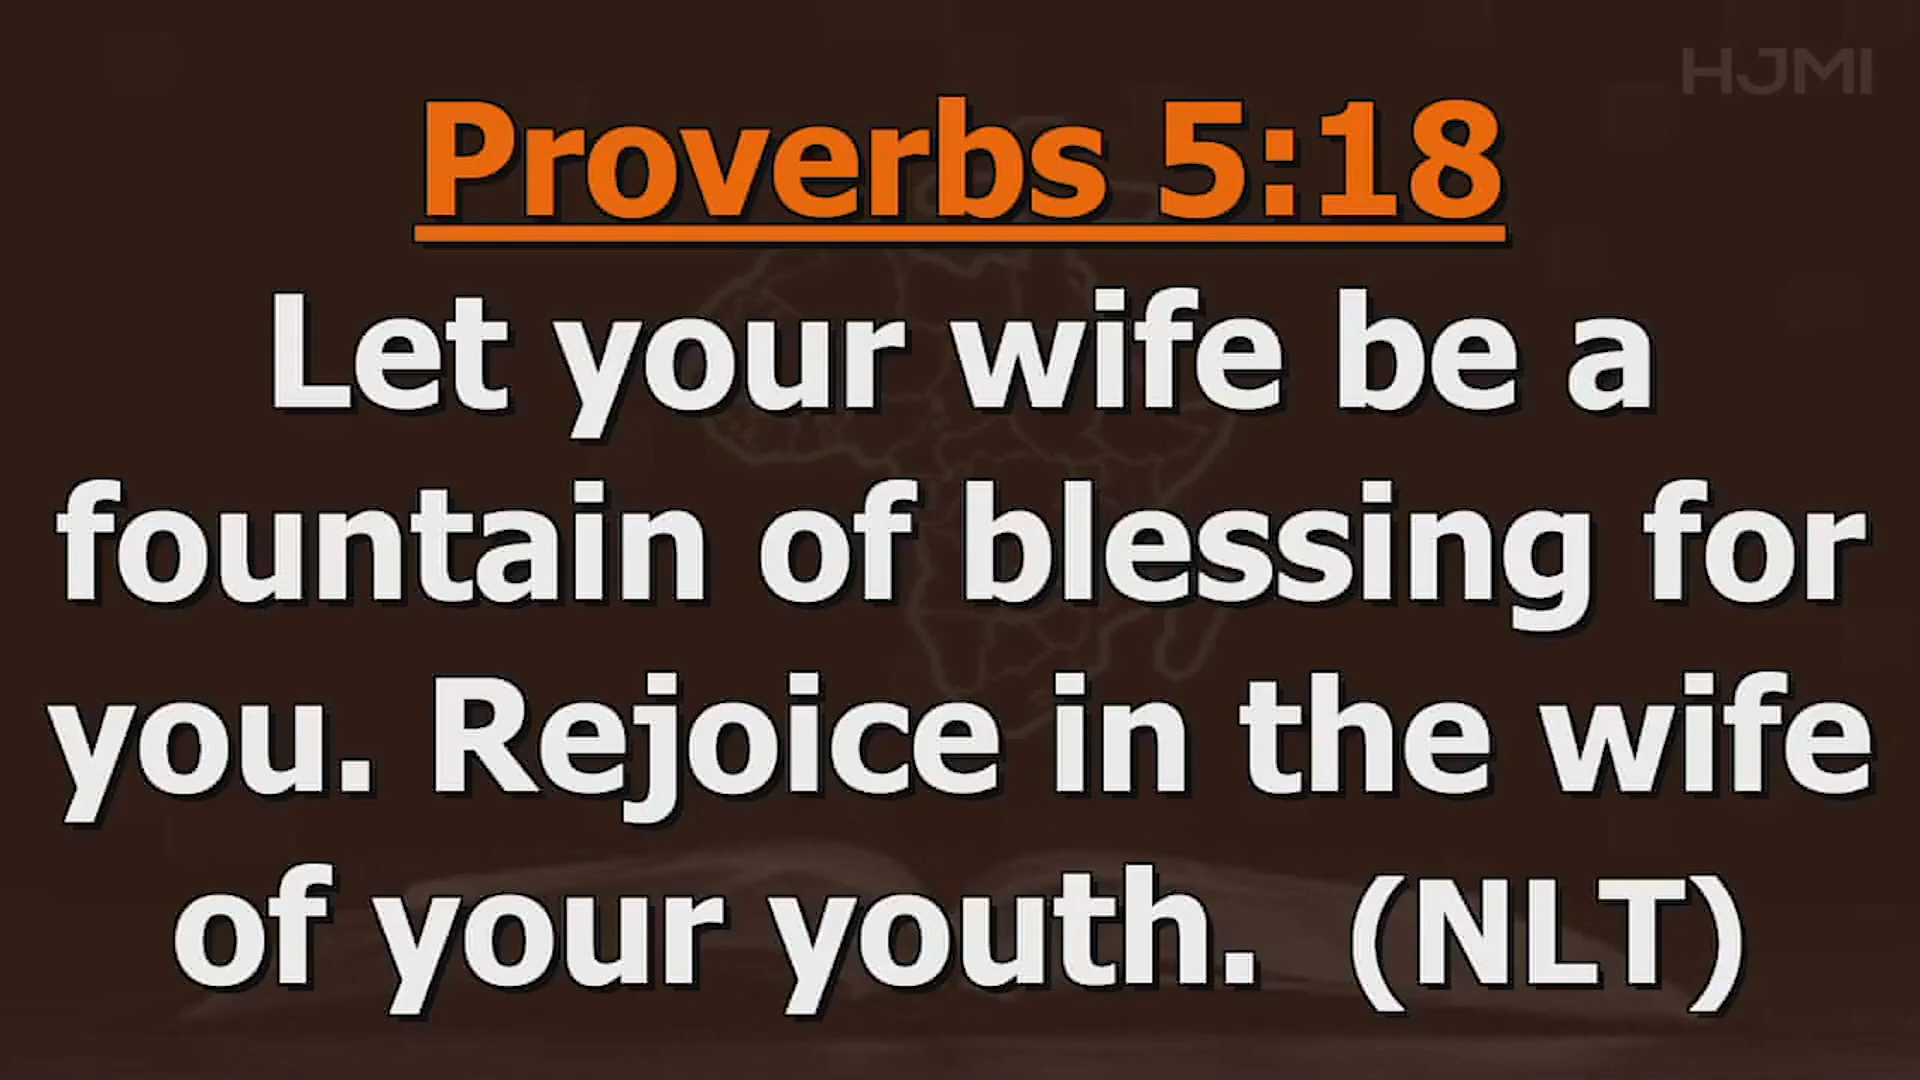 HJMI
Proverbs 5:18
Let your wife be a
fountain of blessing for
you. Rejoice in the wife
of your youth. (NLT)